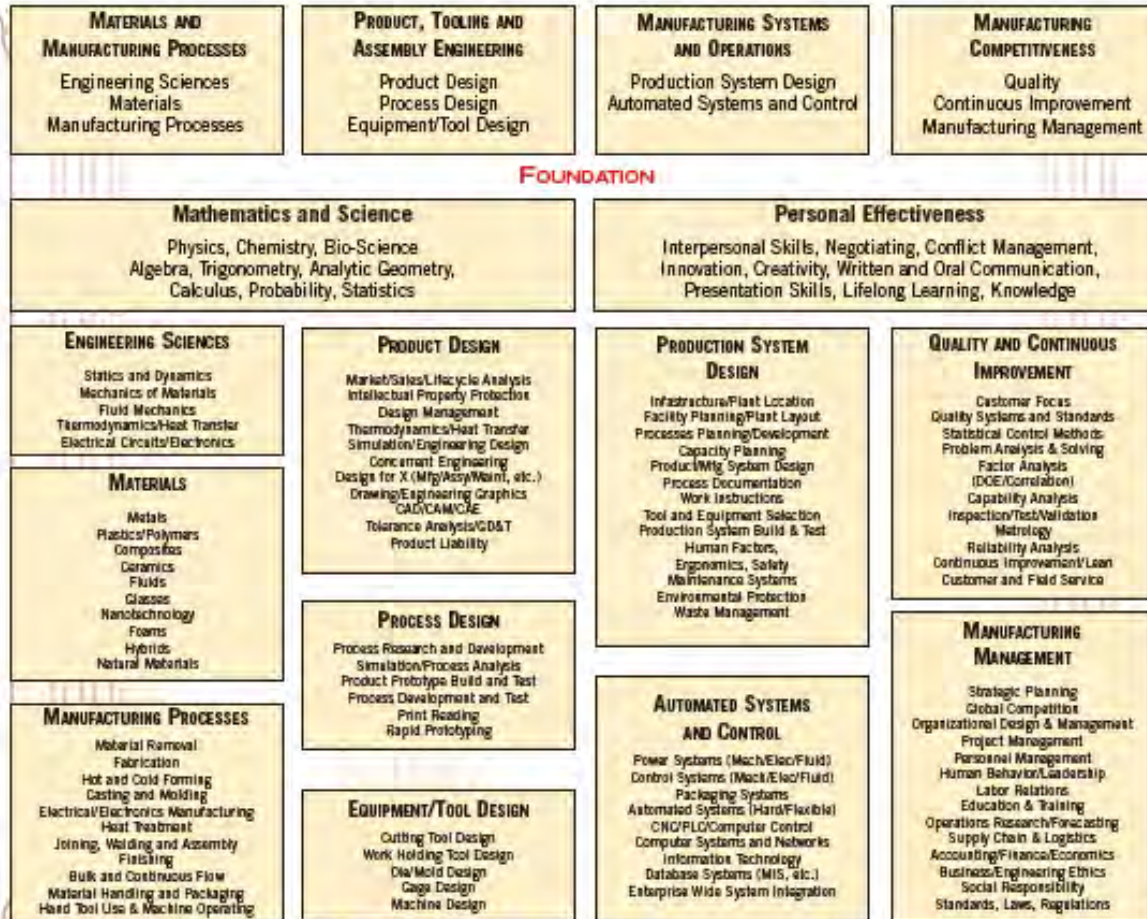 MATERIALS AND
MANUFACTURING PROCESSES
Engineering Sciences
Materials
Manufacturing Processes
PRODUCT, TOOLING AND
ASSEMBLY ENGINEERING
Product Design
Process Design
Equipment/Tool Design
MANUFACTURING SYSTEMS
AND OPERATIONS
Production System Design
Automated Systems and Control
MANUFACTURING
COMPETITIVENESS
Quality
Continuous Improvement
Manufacturing Management
FOUNDATION
Mathematics and Science
Physics, Chemistry, Bio-Science
Algebra, Trigonometry, Analytic Geometry,
Calculus, Probability, Statistics
Personal Effectiveness
Interpersonal Skills, Negotiating, Conflict Management,
Innovation, Creativity, Written and Oral Communication,
Presentation Skills, Lifelong Learning, Knowledge
ENGINEERING SCIENCES
Statics and Dynamics
Mechanics of Materials
Fluid Mechanics
Thermodynamics/Heat Transfer
Electrical Circuits/Electronics
MATERIALS
Metals
Plastics/Polymers
Composites
Ceramics
Fluids
Glasses
Nanotechnology
Foams
Hybrids
Natural Materials
MANUFACTURING PROCESSES
Material Removal
Fabrication
Hot and Cold Forming
Casting and Molding
Electrical/Electronics Manufacturing
Heat Treatment
Joining, Welding and Assembly
Finishing
Bulk and Continuous Flow
Material Handling and Packaging
Hand Tool Use & Machine Operating
PRODUCT DESIGN
Market/Sales/Lifecycle Analysis
Intellectual Property Protection
Design Management
Thermodynamics/Heat Transfer
Simulation/Engineering Design
Concurrent Engineering
Design for X (Mfg/Assy/Maint, etc.)
Drawing/Engineering Graphics
CAD/CAM/CAE
Tolerance Analysis/GD&T
Product Liability
PROCESS DESIGN
Process Research and Development
Simulation/Process Analysis
Product Prototype Build and Test
Process Development and Test
Print Reading
Rapid Prototyping
EQUIPMENT/TOOL DESIGN
Cutting Tool Design
Work Holding Tool Design
Die/Mold Design
Gage Design
Machine Design
PRODUCTION SYSTEM
DESIGN
Infastructure/Plant Location
Facility Planning/Plant Layout
Processes Planning/Development
Capacity Planning
Product/Mfg System Design
Process Documentation
Work Instructions
Tool and Equipment Selection
Production System Build & Test
Human Factors,
Ergonomics, Safety
Maintenance Systems
Environmental Protection
Waste Management
AUTOMATED SYSTEMS
AND CONTROL
Power Systems (Mech/Elec/Fluid)
Control Systems (Mech/Elec/Fluid)
Packaging Systems
Automated Systems (Hard/Flexible)
CNC/PLC/Computer Control
Computer Systems and Networks
Information Technology
Database Systems (MIS, etc.)
Enterprise Wide System Integration
QUALITY AND CONTINUOUS
IMPROVEMENT
Customer Focus
Quality Systems and Standards
Statistical Control Methods
Problem Analysis & Solving
Factor Analysis
(DOE/Correlation)
Capability Analysis
Inspection/Test/Validation
Metrology
Reliability Analysis
Continuous Improvement/Lean
Customer and Field Service
MANUFACTURING
MANAGEMENT
Strategic Planning
Global Competition
Organizational Design & Management
Project Management
Personnel Management
Human Behavior/Leadership
Labor Relations
Education & Training
Operations Research/Forecasting
Supply Chain & Logistics
Accounting/Finance/Economics
Business/Engineering Ethics
Social Responsibility
Standards, Laws, Regulations